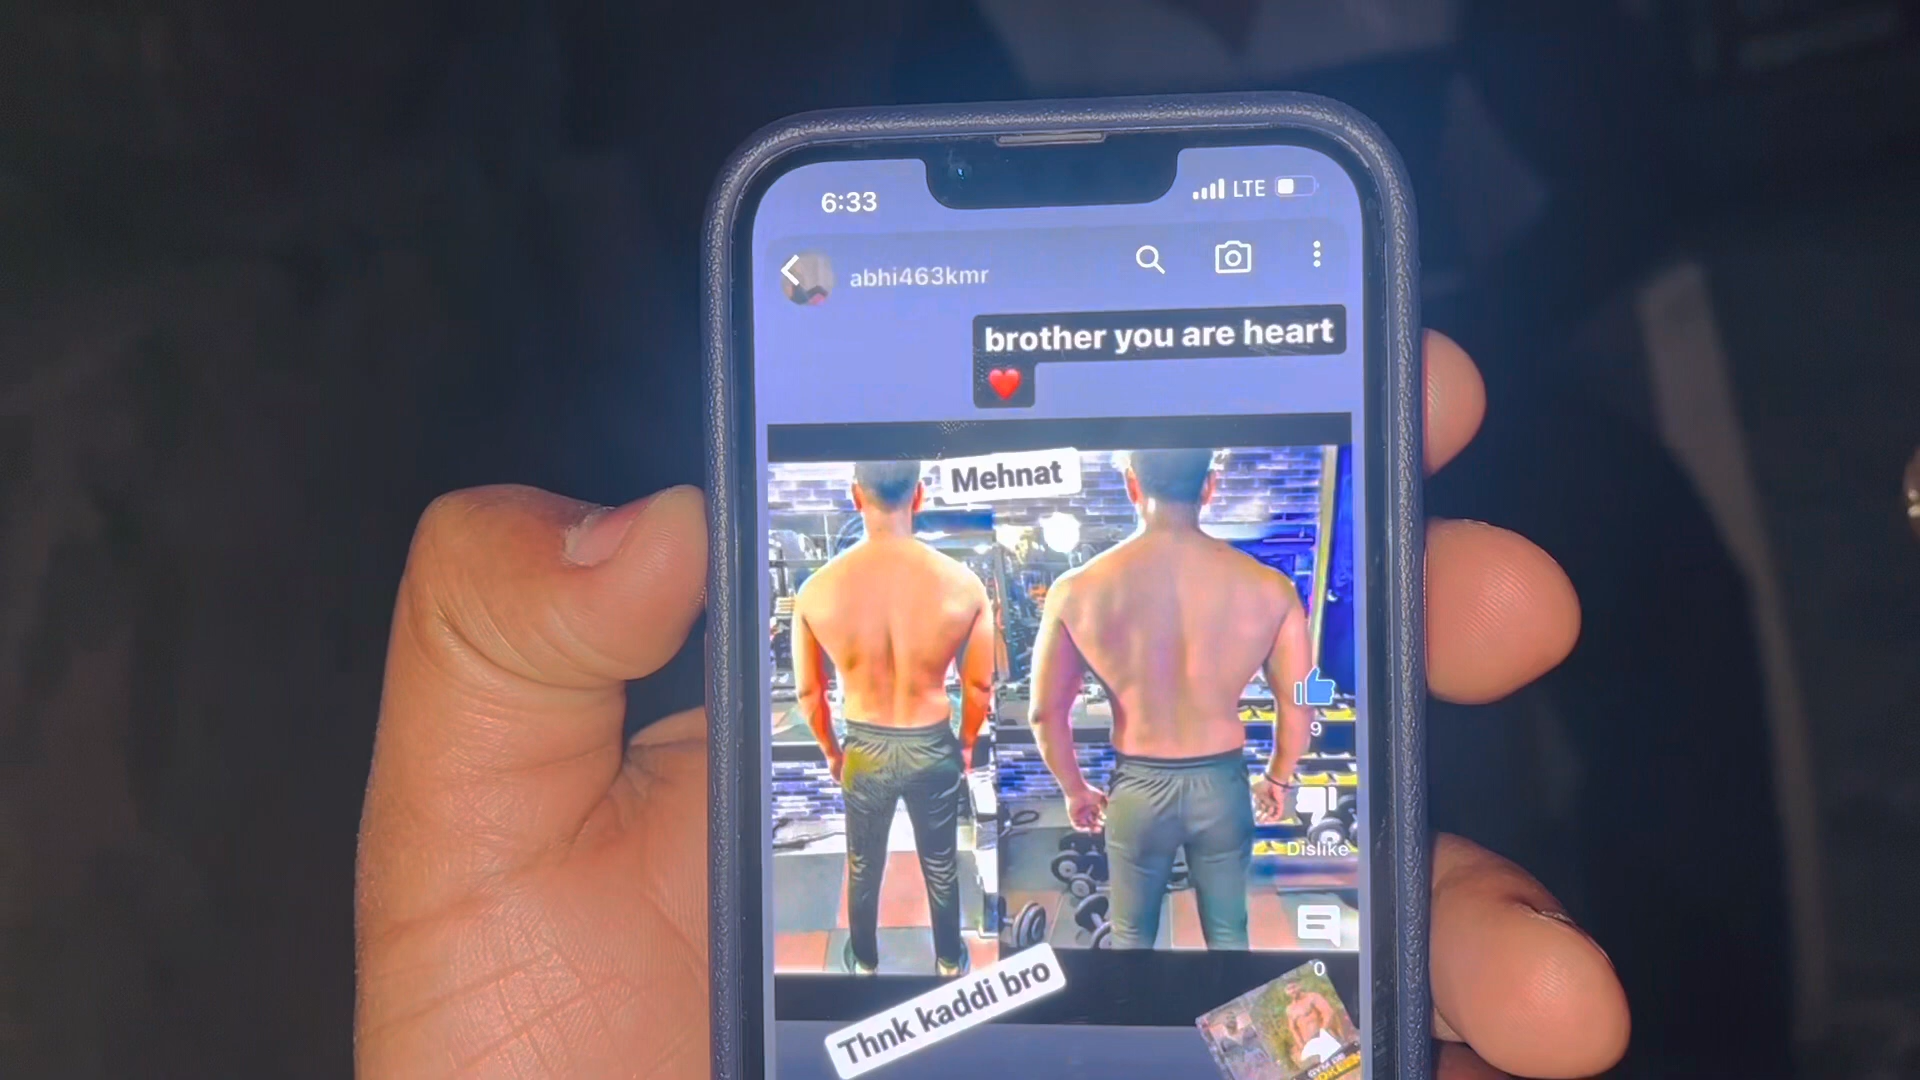 6:33
LTE
abhi463kmr
brother you are heart
❤️
Mehnat
9
Dislike
0
Thnk kaddi bro